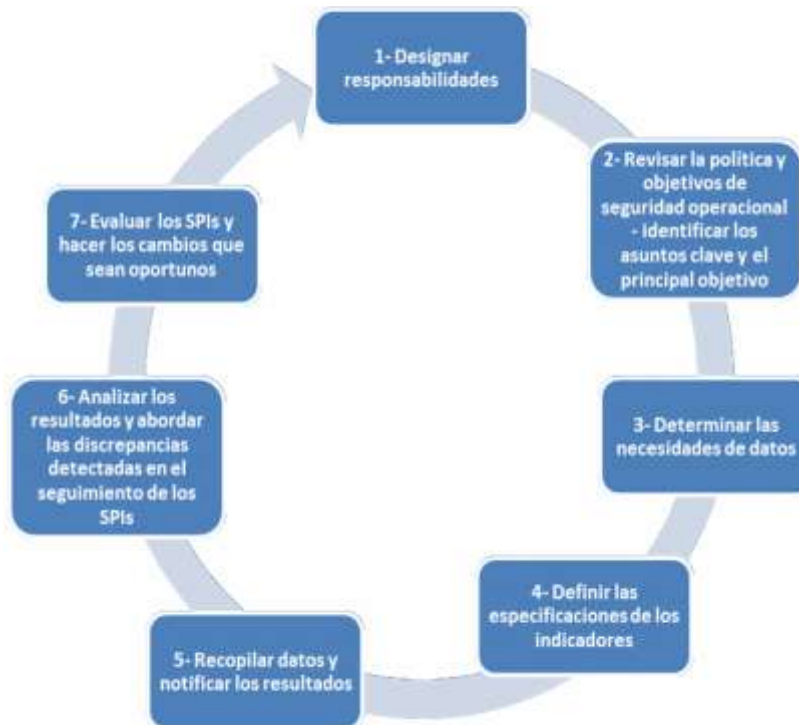 1- Designar
responsabilidades
2- Revisar la política y
objetivos de
seguridad operacional
- identificar los
asuntos clave y el
principal objetivo
3- Determinar las
necesidades de datos
4- Definir las
especificaciones de los
indicadores
5- Recopilar datos y
notificar los resultados
6- Analizar los
resultados y abordar
las discrepancias
detectadas en el
seguimiento de los
SPIs
7- Evaluar los SPIs y
hacer los cambios que
sean oportunos